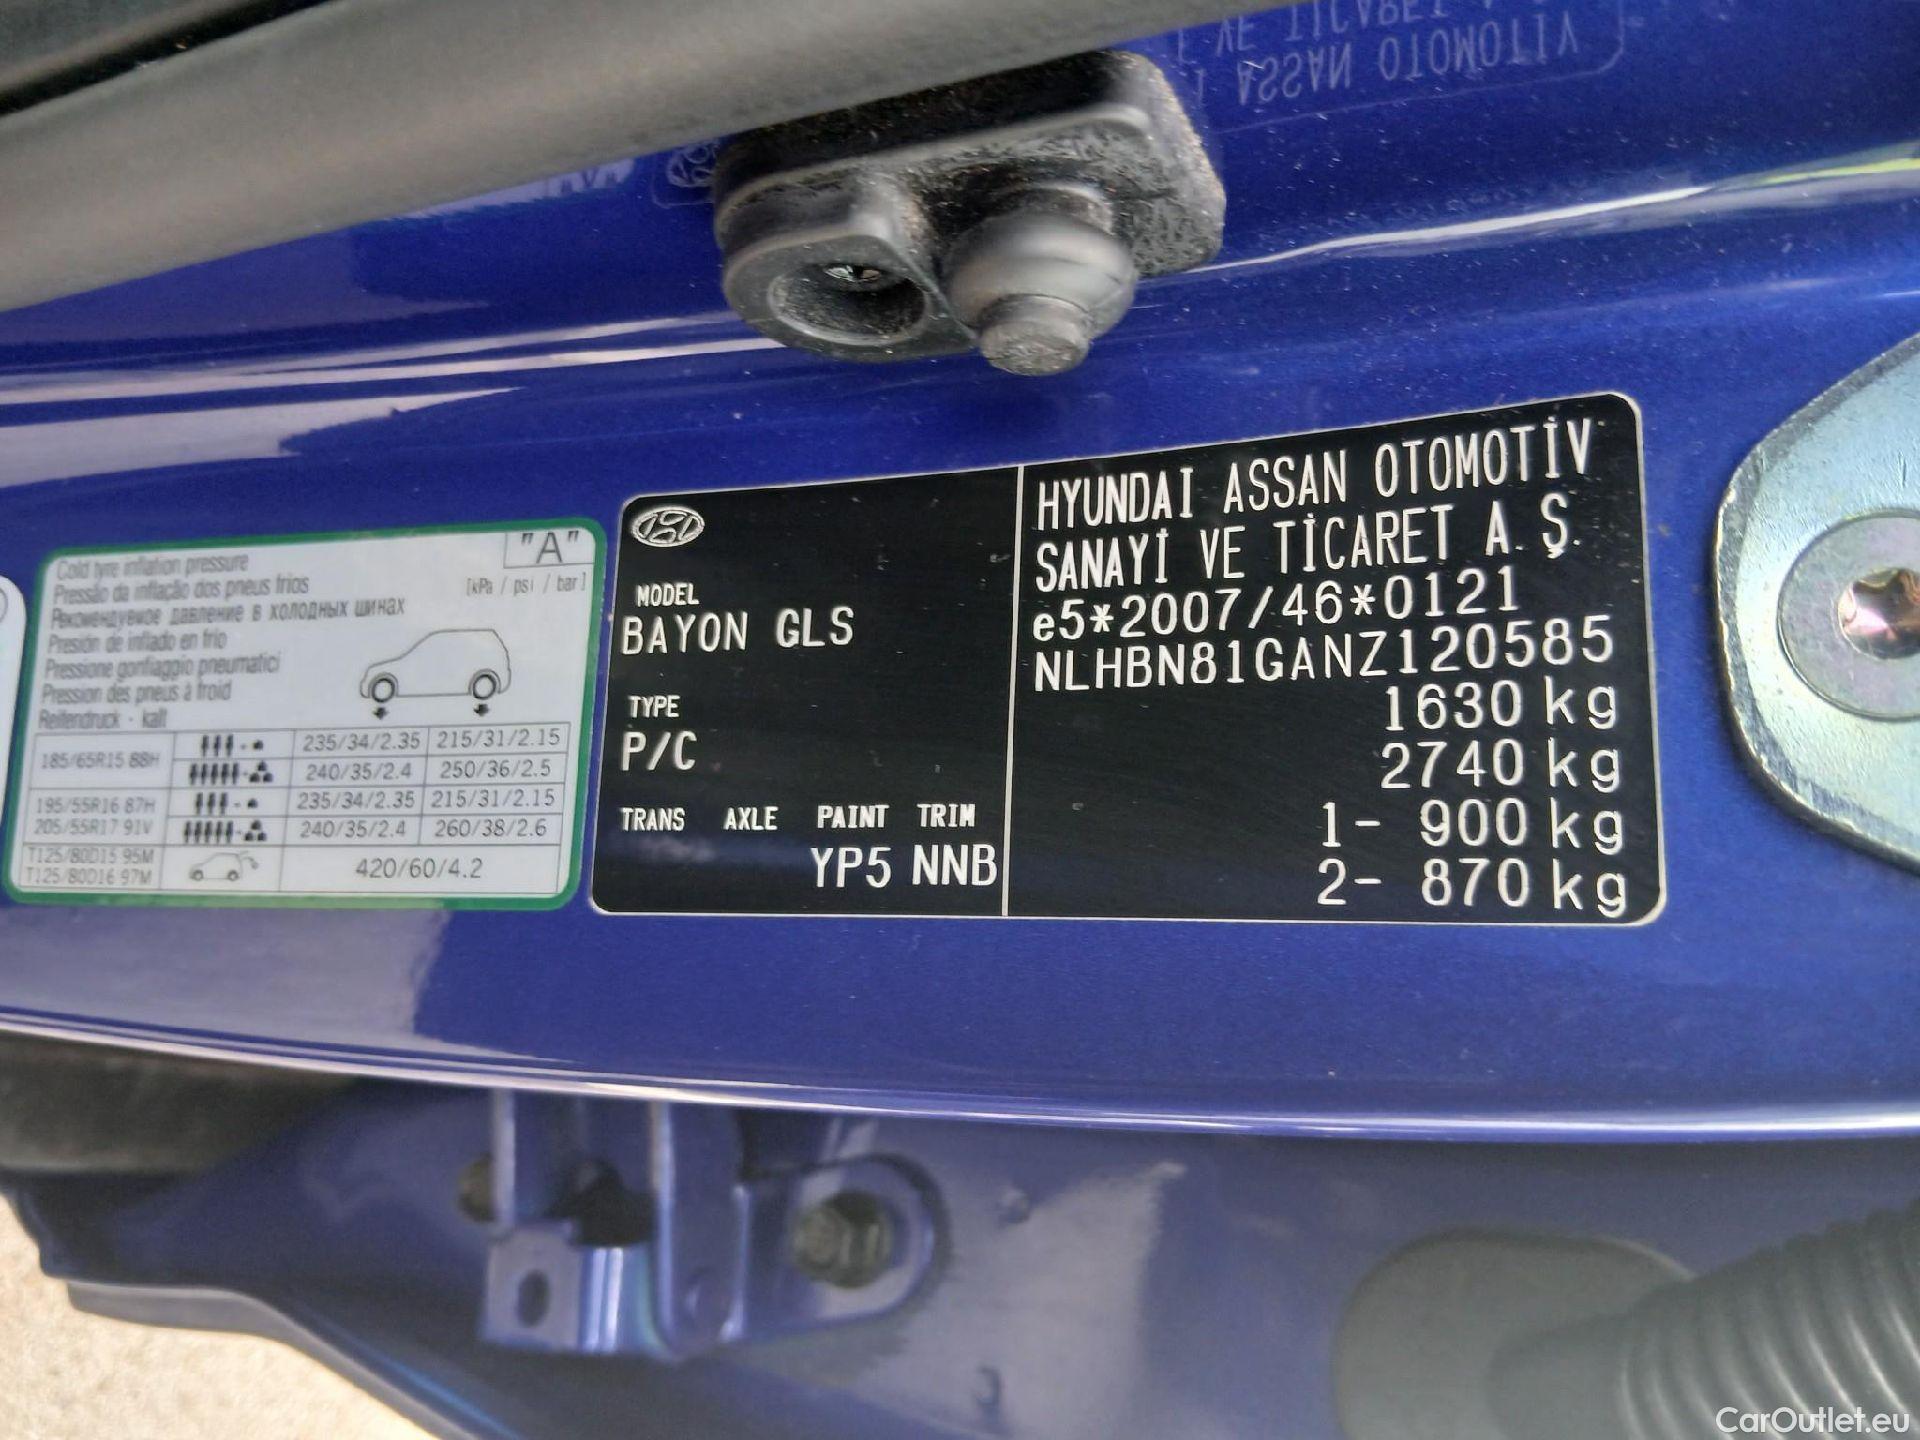 T VE TİCARET A.Ş
İ ASSAN OTOMOTİV
"A"
Cold tyre inflation pressure
Pressão da inflação dos pneus frios
[kPa / psi / bar]
Рекомендуемое давление в холодных шинах
Presión de inflado en frio
Pressione gonfiaggio pneumatici
Pression des pneus à froid
Reifendruck - kalt
185/65R15 88H 235/34/2.35 215/31/2.15
240/35/2.4 250/36/2.5
195/55R16 87H 235/34/2.35 215/31/2.15
205/55R17 91V 240/35/2.4 260/38/2.6
T125/80D15 95M 420/60/4.2
T125/80D16 97M
MODEL
BAYON GLS
TYPE
P/C
TRANS AXLE PAINT TRIM
YP5 NNB
HYUNDAI ASSAN OTOMOTİV
SANAYİ VE TİCARET A.Ş.
e5*2007/46*0121
NLHBN81GANZ120585
1630 kg
2740 kg
1- 900 kg
2- 870 kg
CarOutlet.eu